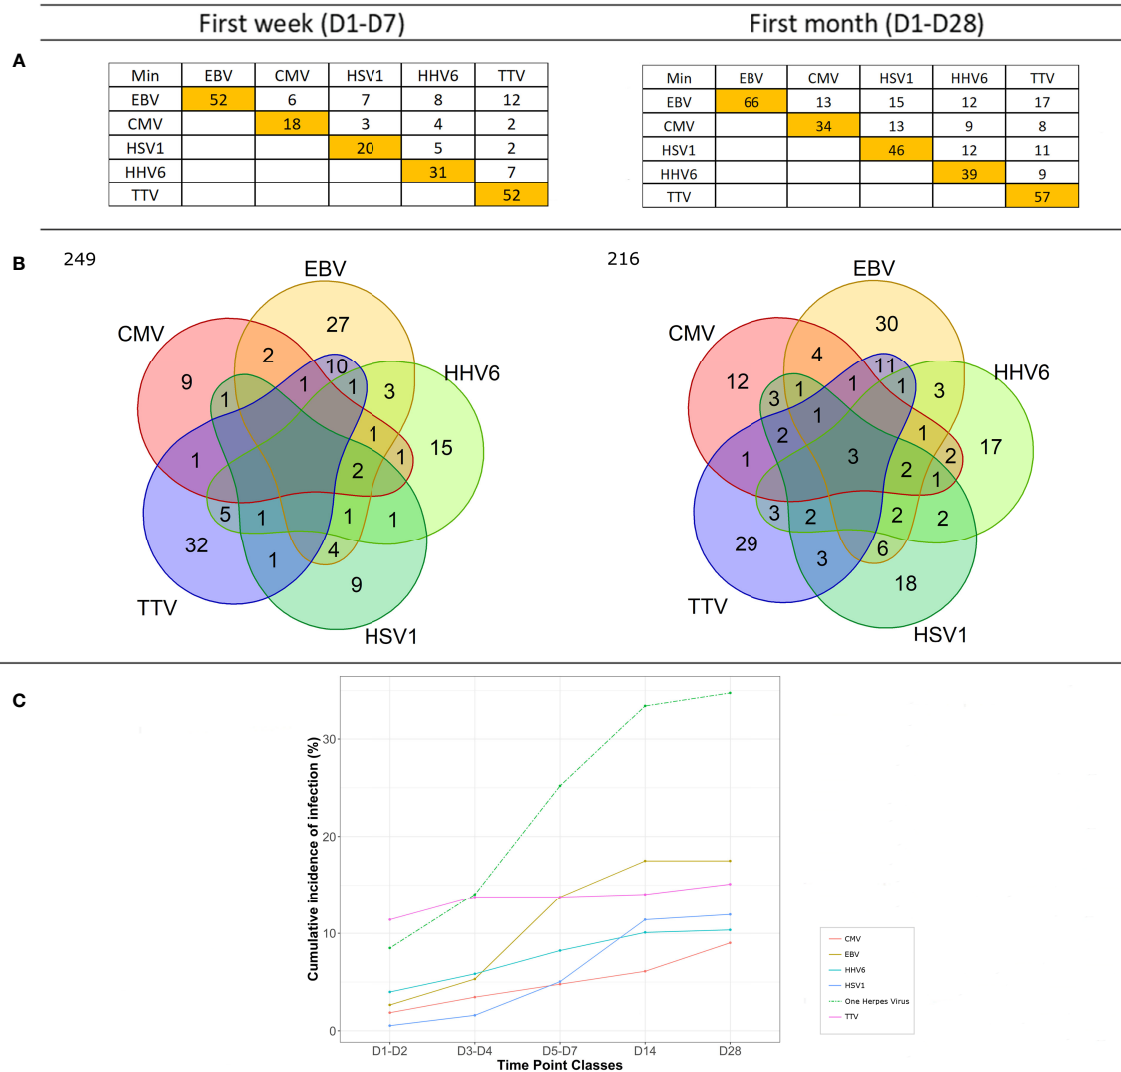 First week (D1-D7)
First month (D1-D28)
A
Min EBV CMV HSV1 HHV6 TTV
EBV 52 6 7 8 12
CMV 18 3 4 2
HSV1 20 5 2
HHV6 31 7
TTV 52
Min EBV CMV HSV1 HHV6 TTV
EBV 66 13 15 12 17
CMV 34 13 9 8
HSV1 46 12 11
HHV6 39 9
TTV 57
B
249
EBV
CMV
27
2
10
HHV6
9
1
1
3
1
1
15
1
1
2
5
1
1
1
32
4
1
9
TTV
HSV1
216
EBV
CMV
30
4
11
HHV6
12
1
1
3
3
1
1
1
17
2
2
1
3
2
1
3
2
2
2
29
6
3
18
TTV
HSV1
C
Cumulative incidence of infection (%)
30
20
10
0
D1-D2
D3-D4
D5-D7
D14
D28
Time Point Classes
CMV
EBV
HHV6
HSV1
One Herpes Virus
TTV